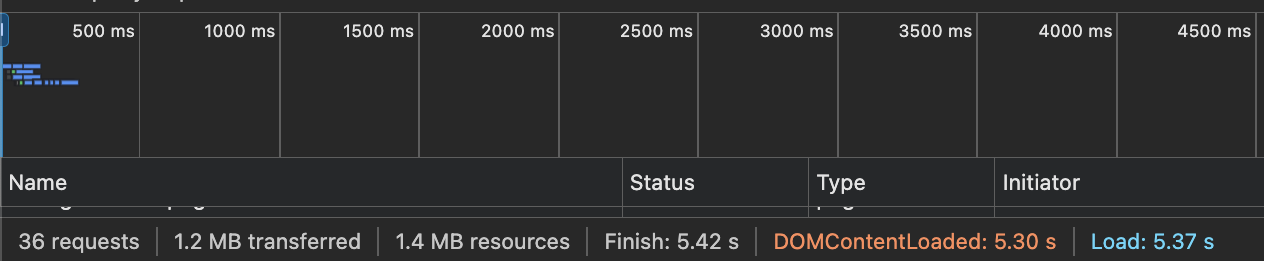 500 ms 1000 ms 1500 ms 2000 ms 2500 ms 3000 ms 3500 ms 4000 ms 4500 ms
Name Status Type Initiator
36 requests 1.2 MB transferred 1.4 MB resources Finish: 5.42 s DOMContentLoaded: 5.30 s Load: 5.37 s